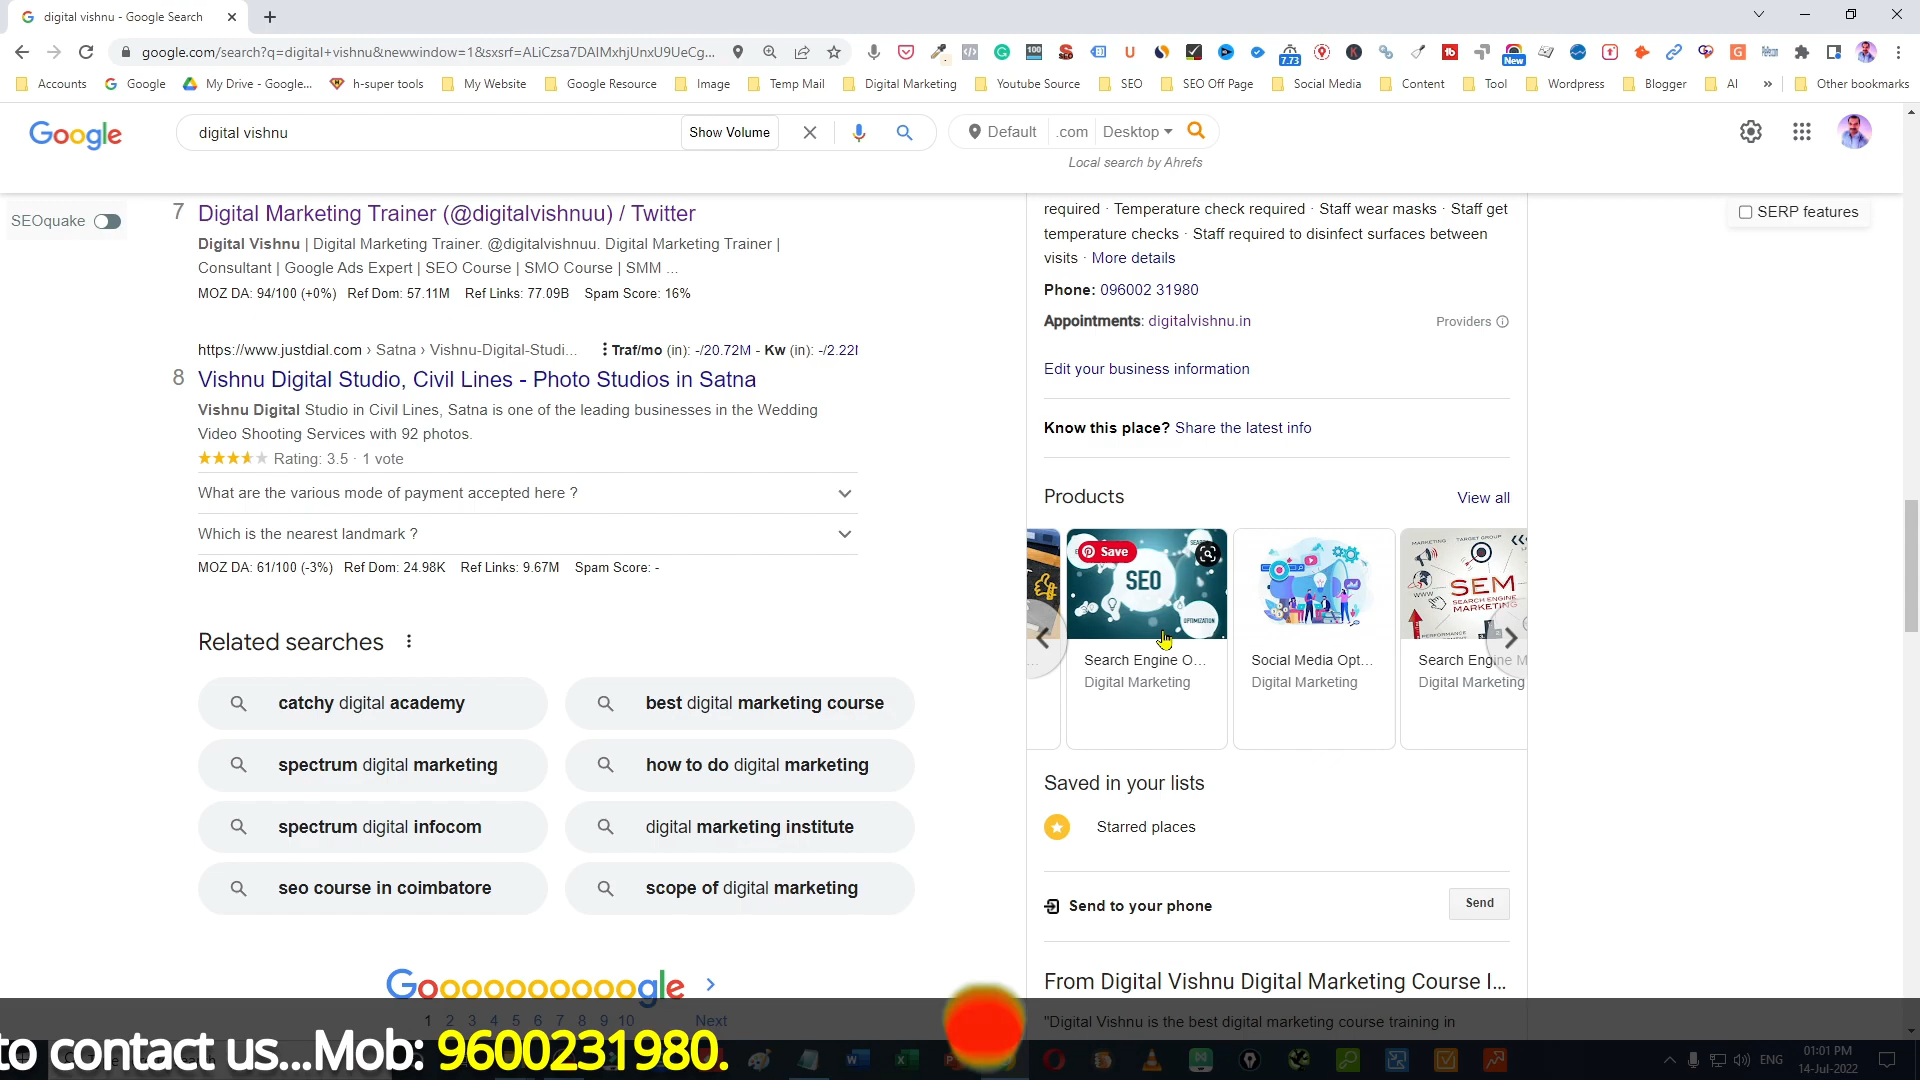 digital vishnu - Google Search
google.com/search?q=digital+vishnu&newwindow=1&sxsrf=ALiCzsa7DAIMxhjUnxU9UeCg...
100
7.73
New
Accounts
Google
My Drive - Google...
h-super tools
My Website
Google Resource
Image
Temp Mail
Digital Marketing
Youtube Source
SEO
SEO Off Page
Social Media
Content
Tool
Wordpress
Blogger
AI
»
Other bookmarks
Google
digital vishnu
Show Volume
Default
.com
Desktop
Local search by Ahrefs
SEOquake
SERP features
7
Digital Marketing Trainer (@digitalvishnuu) / Twitter
Digital Vishnu | Digital Marketing Trainer. @digitalvishnuu. Digital Marketing Trainer |
Consultant | Google Ads Expert | SEO Course | SMO Course | SMM ...
MOZ DA: 94/100 (+0%) Ref Dom: 57.11M Ref Links: 77.09B Spam Score: 16%
https://www.justdial.com › Satna › Vishnu-Digital-Studi...
Traf/mo (in): -/20.72M - Kw (in): -/2.22
8
Vishnu Digital Studio, Civil Lines - Photo Studios in Satna
Vishnu Digital Studio in Civil Lines, Satna is one of the leading businesses in the Wedding
Video Shooting Services with 92 photos.
Rating: 3.5 · 1 vote
What are the various mode of payment accepted here ?
Which is the nearest landmark ?
MOZ DA: 61/100 (-3%) Ref Dom: 24.98K Ref Links: 9.67M Spam Score: -
Related searches
catchy digital academy
best digital marketing course
spectrum digital marketing
how to do digital marketing
spectrum digital infocom
digital marketing institute
seo course in coimbatore
scope of digital marketing
Goooooooooogle
1 2 3 4 5 6 7 8 9 10
Next
required · Temperature check required · Staff wear masks · Staff get
temperature checks · Staff required to disinfect surfaces between
visits · More details
Phone: 096002 31980
Appointments: digitalvishnu.in
Providers
Edit your business information
Know this place? Share the latest info
Products
View all
Save
SEO
OPTIMIZATION
MARKETING
TARGET GROUP
WWW
SEM
SEARCH ENGINE
MARKETING
PERFORMANCE
Search Engine O...
Digital Marketing
Social Media Opt...
Digital Marketing
Search Engine M
Digital Marketing
Saved in your lists
Starred places
Send to your phone
Send
From Digital Vishnu Digital Marketing Course I...
"Digital Vishnu is the best digital marketing course training in
to contact us...Mob: 9600231980.
ENG
01:01 PM
14-Jul-2022